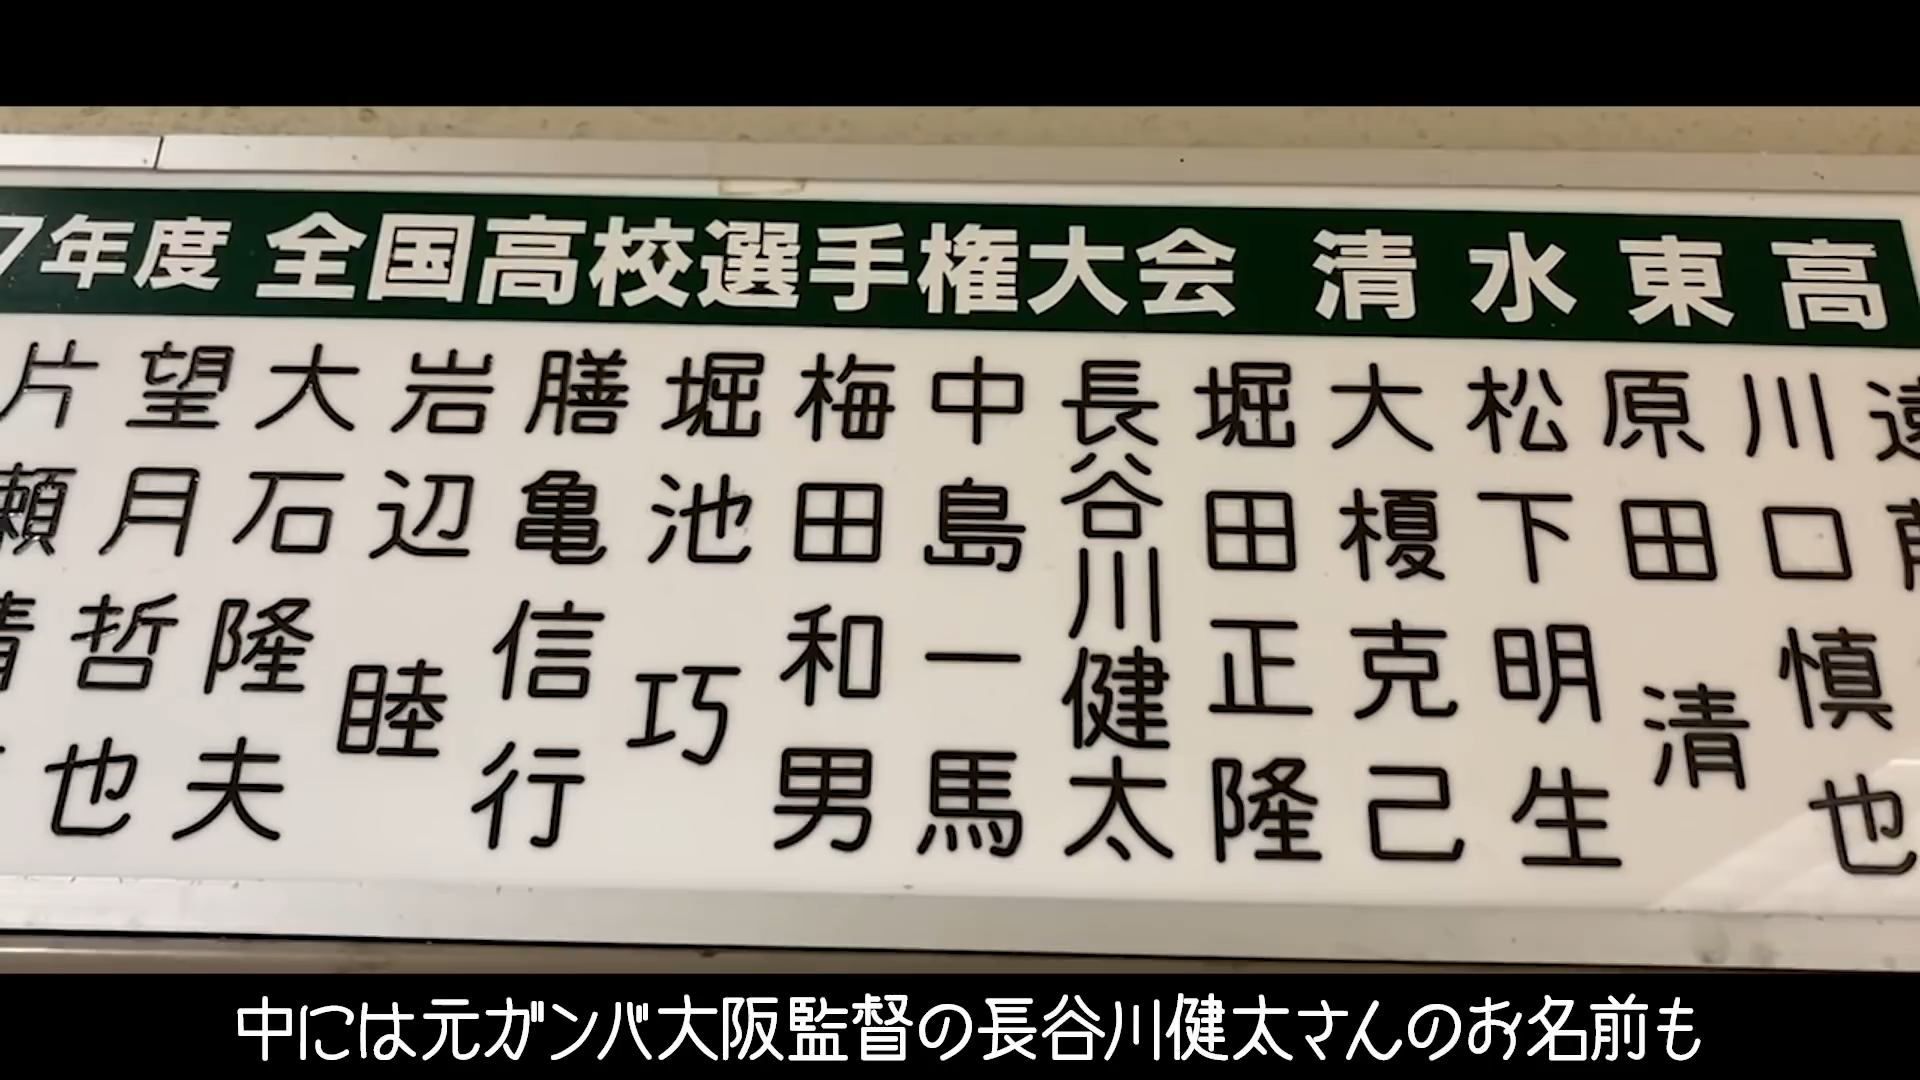 7年度 全国高校選手権大会 清水東高
片瀬晴
望月哲也
大石隆夫
岩辺睦
膳亀信行
堀池巧
梅田和男
中島一馬
長谷川健太
堀田正隆
大榎克己
松下明生
原田清
川口慎也
遠
中には元ガンバ大阪監督の長谷川健太さんのお名前も